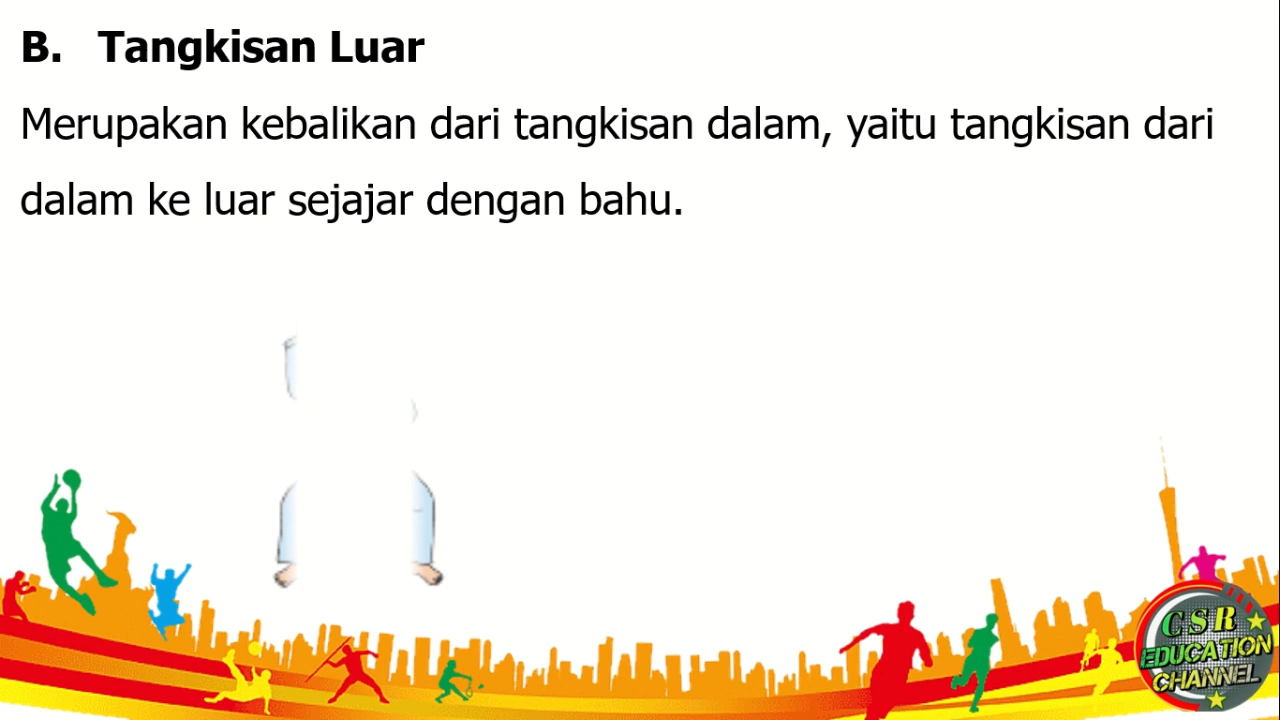 B. Tangkisan Luar
Merupakan kebalikan dari tangkisan dalam, yaitu tangkisan dari
dalam ke luar sejajar dengan bahu.
CSR
EDUCATION
CHANNEL